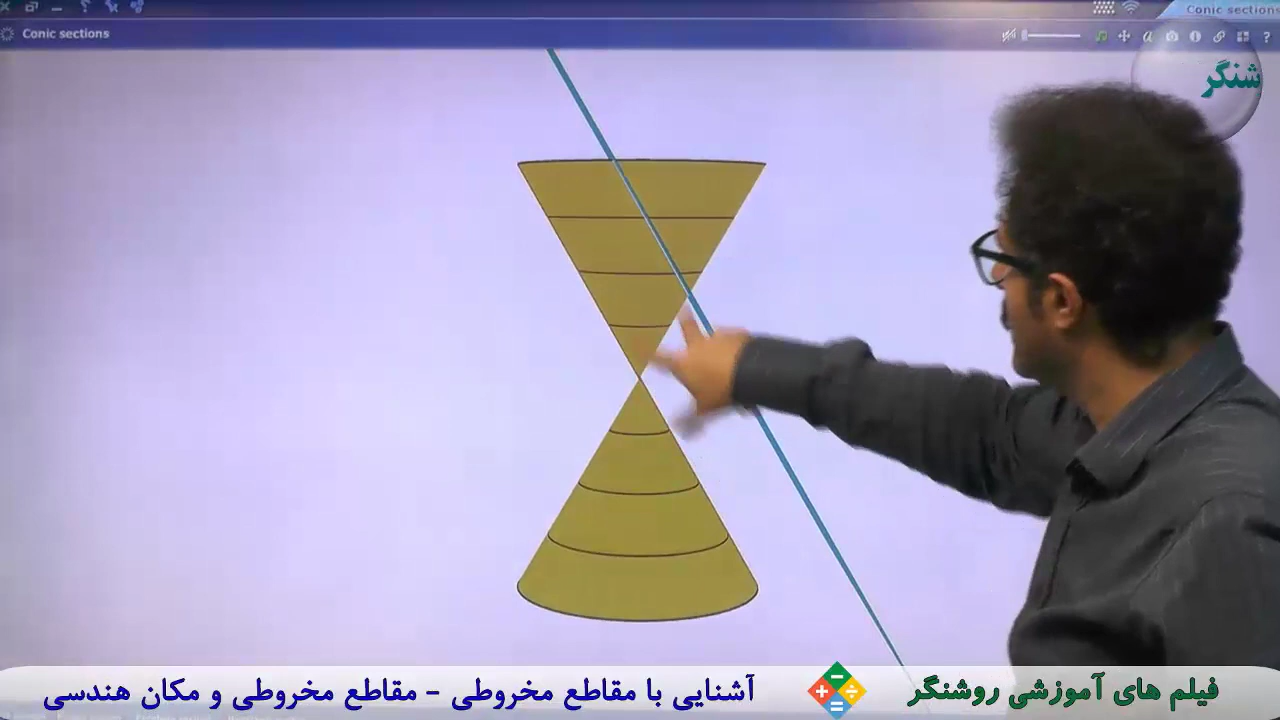 Conic sections
Conic sections
شنگر
فیلم های آموزشی روشنگر
آشنایی با مقاطع مخروطی - مقاطع مخروطی و مکان هندسی